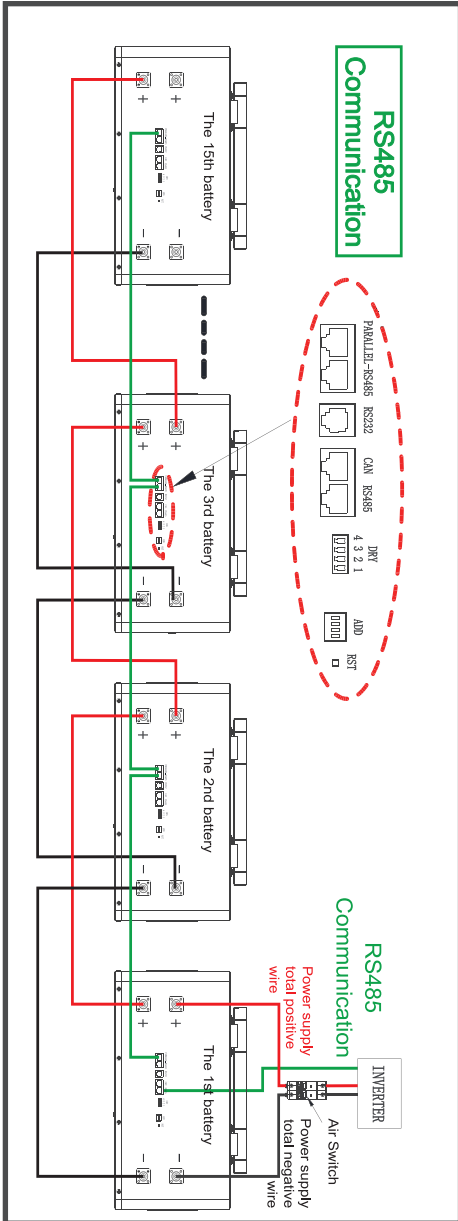 RS485
Communication
PARALLEL-RS485
RS232
CAN
RS485
DRY
4 3 2 1
ADD
RST
RS485
Communication
INVERTER
Air Switch
Power supply
total positive
wire
Power supply
total negative
wire
The 15th battery
+
+
-
-
The 3rd battery
+
+
-
-
The 2nd battery
+
+
-
-
The 1st battery
+
+
-
-